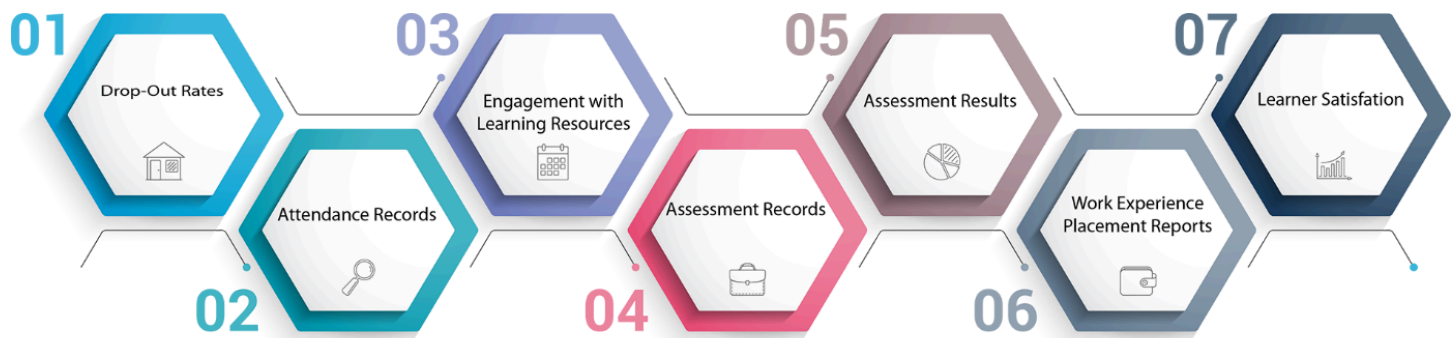 01
Drop-Out Rates
02
Attendance Records
03
Engagement with
Learning Resources
04
Assessment Records
05
Assessment Results
06
Work Experience
Placement Reports
07
Learner Satisfation